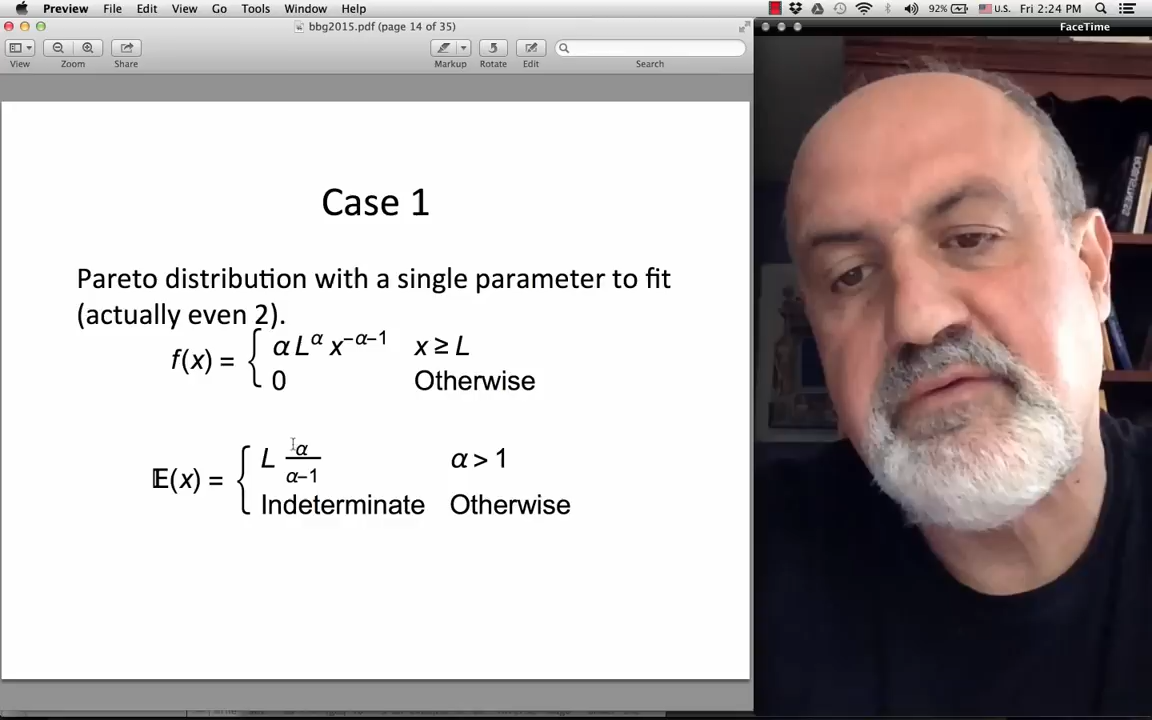 Preview File Edit View Go Tools Window Help 92% U.S. Fri 2:24 PM
bbg2015.pdf (page 14 of 35)
FaceTime
View Zoom Share Markup Rotate Edit Search
Search
Case 1
Pareto distribution with a single parameter to fit
(actually even 2).
f(x) = { α L^α x^{−α−1} x ≥ L
0 Otherwise
𝔼(x) = { L α/(α−1) α > 1
Indeterminate Otherwise